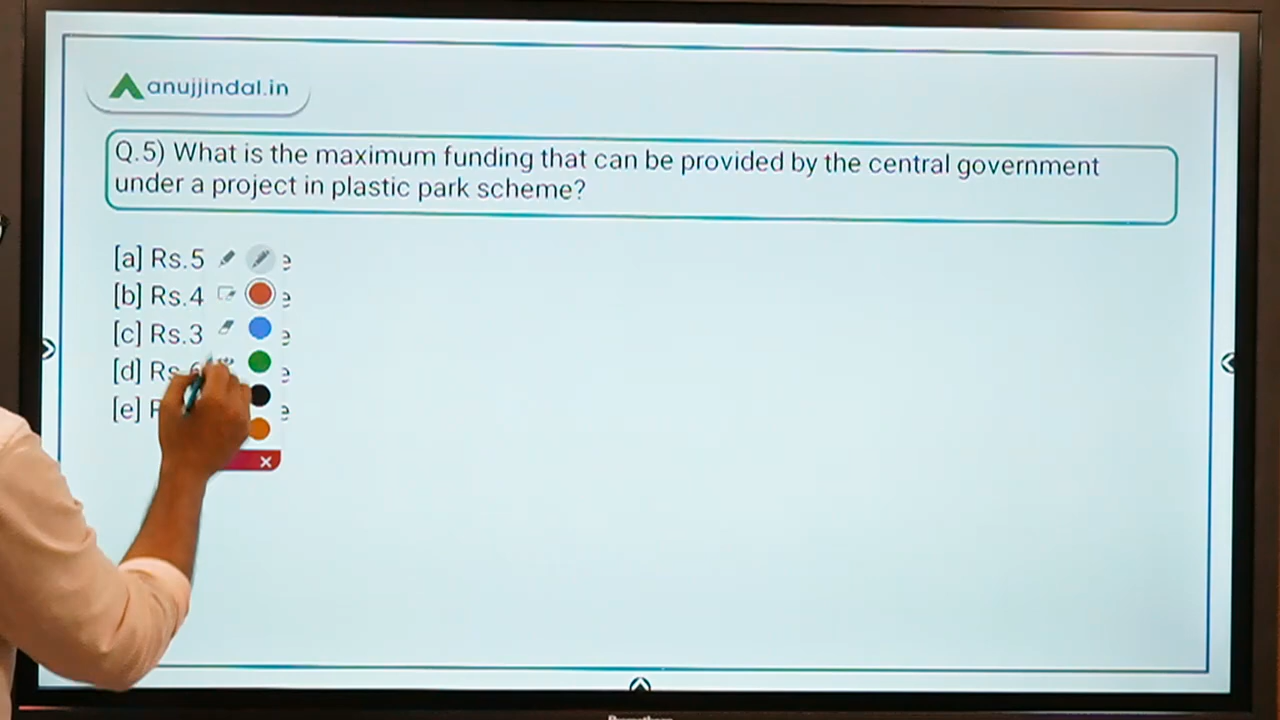 anujjindal.in
Q.5) What is the maximum funding that can be provided by the central government
under a project in plastic park scheme?
[a] Rs.5
[b] Rs.4
[c] Rs.3
[d] Rs
[e]